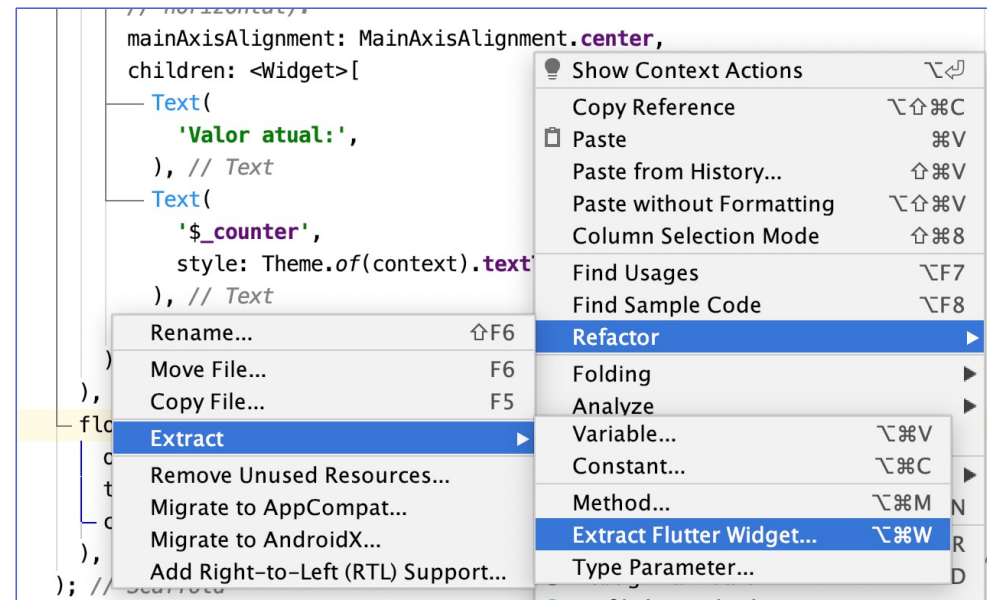 // horizontal).
mainAxisAlignment: MainAxisAlignment.center,
children: <Widget>[
Text(
'Valor atual:',
), // Text
Text(
'$_counter',
style: Theme.of(context).text
), // Text
)
),
flo
t
),
); // Scaffold
Show Context Actions ⌥⏎
Copy Reference ⌥⇧⌘C
Paste ⌘V
Paste from History... ⇧⌘V
Paste without Formatting ⌥⇧⌘V
Column Selection Mode ⇧⌘8
Find Usages ⌥F7
Find Sample Code ⌥F8
Refactor
Folding
Analyze
N
R
D
Rename... ⇧F6
Move File... F6
Copy File... F5
Extract
Remove Unused Resources...
Migrate to AppCompat...
Migrate to AndroidX...
Add Right-to-Left (RTL) Support...
Variable... ⌥⌘V
Constant... ⌥⌘C
Method... ⌥⌘M
Extract Flutter Widget... ⌥⌘W
Type Parameter...